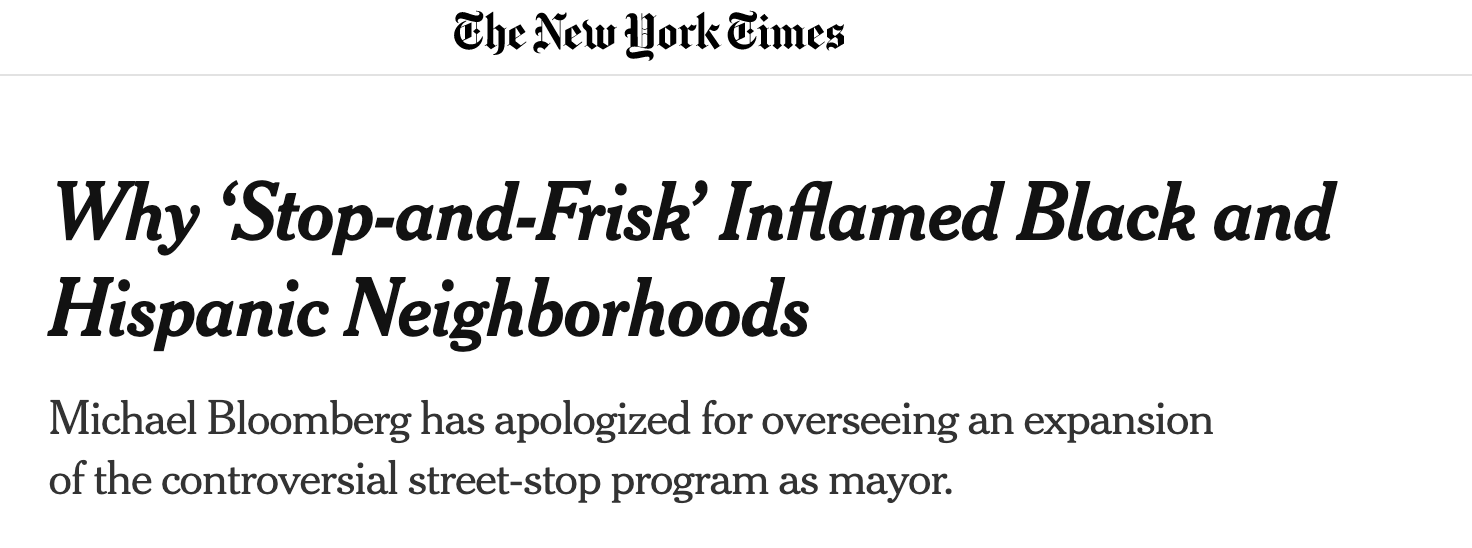 The New York Times
Why ‘Stop-and-Frisk’ Inflamed Black and
Hispanic Neighborhoods
Michael Bloomberg has apologized for overseeing an expansion
of the controversial street-stop program as mayor.